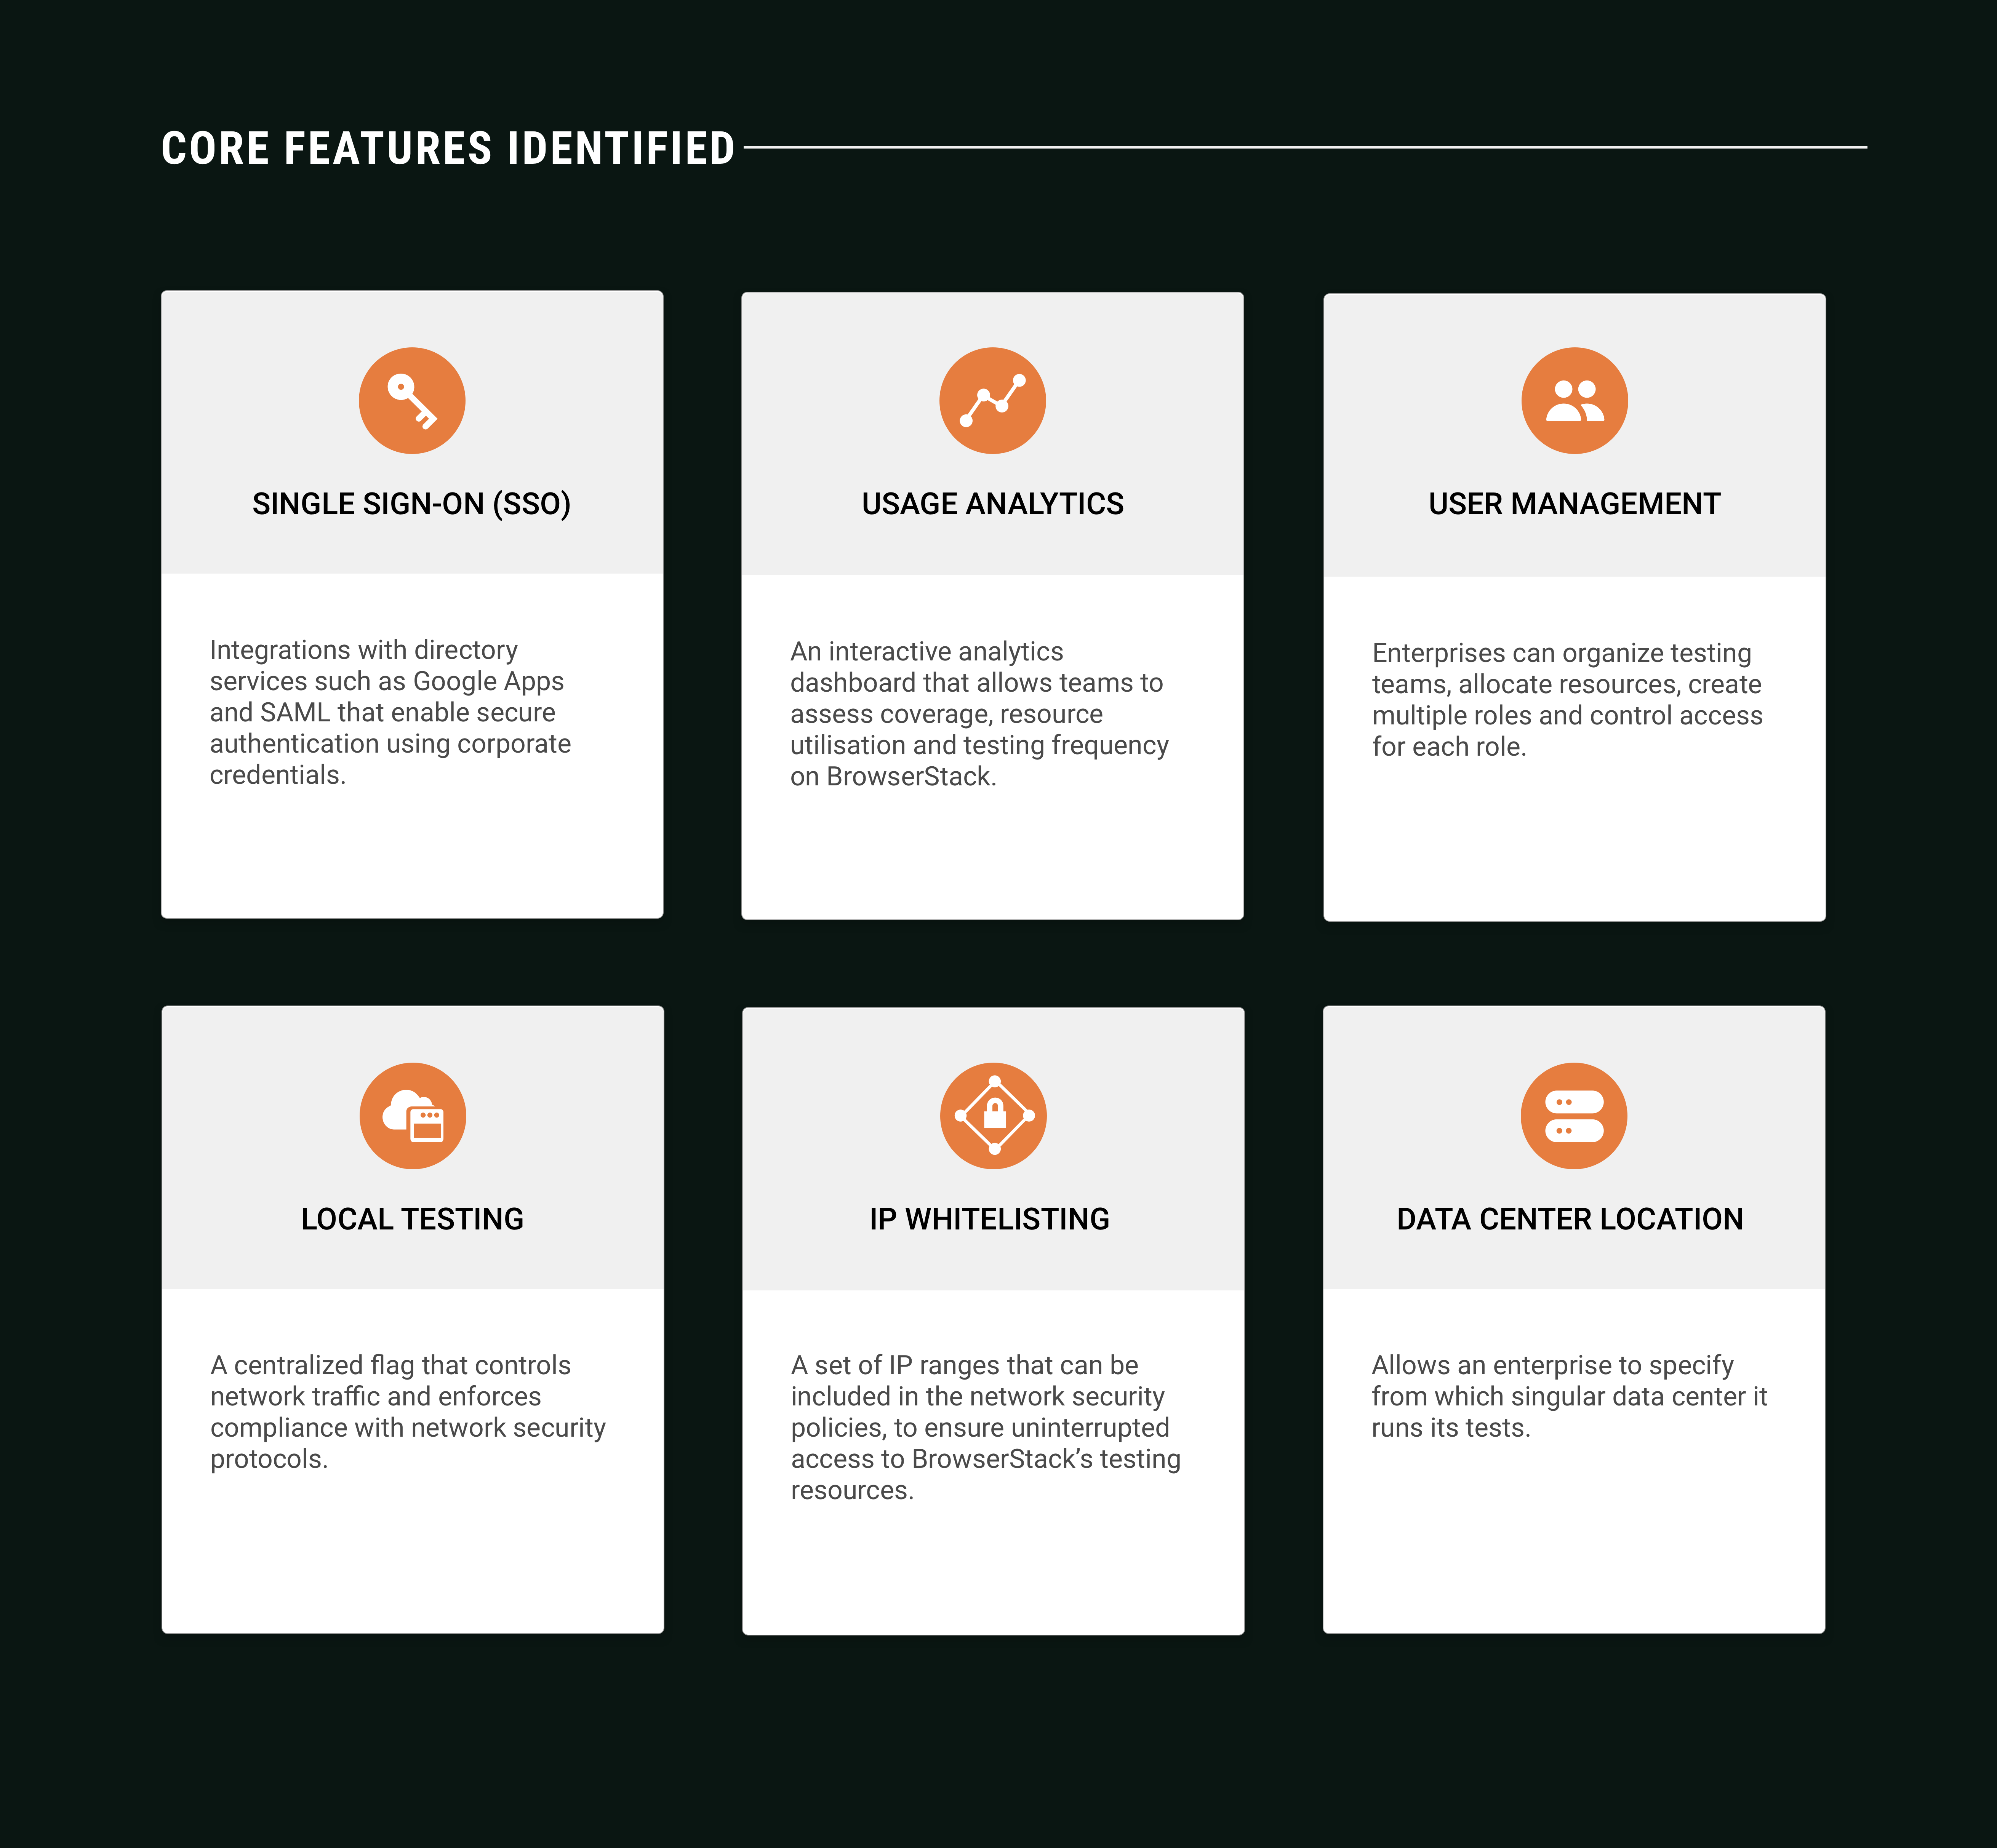 CORE FEATURES IDENTIFIED
SINGLE SIGN-ON (SSO)
Integrations with directory
services such as Google Apps
and SAML that enable secure
authentication using corporate
credentials.
USAGE ANALYTICS
An interactive analytics
dashboard that allows teams to
assess coverage, resource
utilisation and testing frequency
on BrowserStack.
USER MANAGEMENT
Enterprises can organize testing
teams, allocate resources, create
multiple roles and control access
for each role.
LOCAL TESTING
A centralized flag that controls
network traffic and enforces
compliance with network security
protocols.
IP WHITELISTING
A set of IP ranges that can be
included in the network security
policies, to ensure uninterrupted
access to BrowserStack’s testing
resources.
DATA CENTER LOCATION
Allows an enterprise to specify
from which singular data center it
runs its tests.